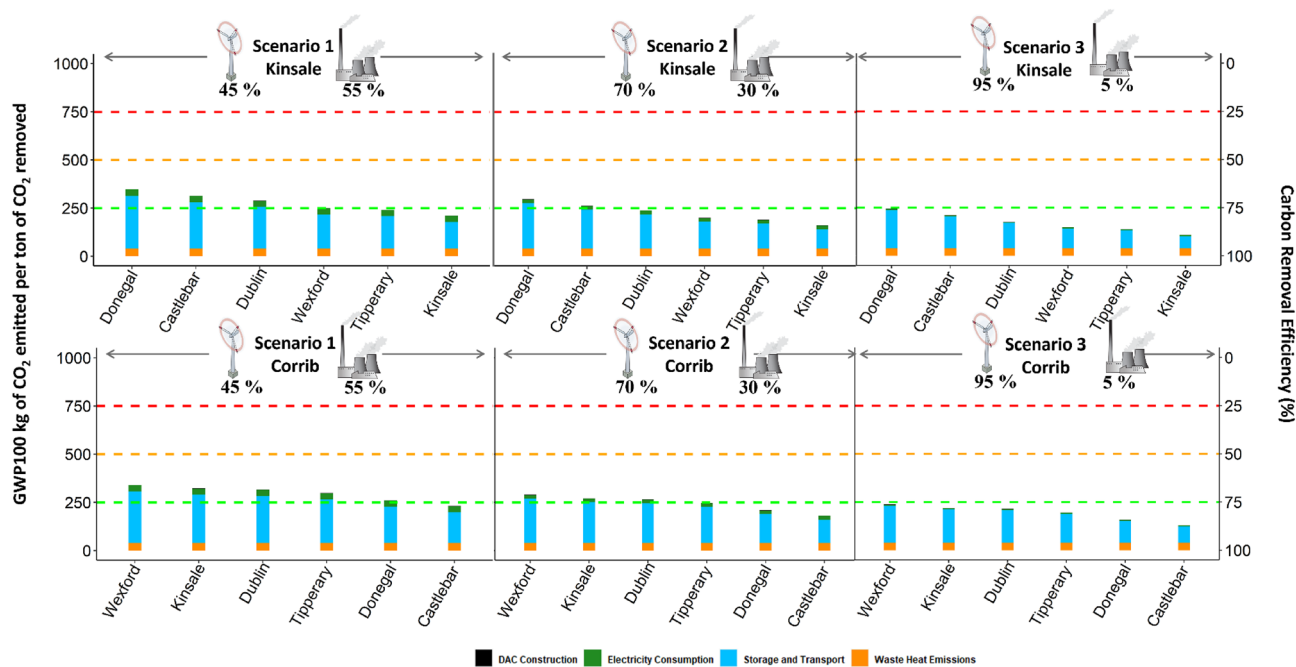 Scenario 1
Kinsale
45 %
55 %
Scenario 2
Kinsale
70 %
30 %
Scenario 3
Kinsale
95 %
5 %
1000
750
500
250
0
0
25
50
75
100
Donegal
Castlebar
Dublin
Wexford
Tipperary
Kinsale
Donegal
Castlebar
Dublin
Wexford
Tipperary
Kinsale
Donegal
Castlebar
Dublin
Wexford
Tipperary
Kinsale
GWP100 kg of CO2 emitted per ton of CO2 removed
Carbon Removal Efficiency (%)
Scenario 1
Corrib
45 %
55 %
Scenario 2
Corrib
70 %
30 %
Scenario 3
Corrib
95 %
5 %
1000
750
500
250
0
0
25
50
75
100
Wexford
Kinsale
Dublin
Tipperary
Donegal
Castlebar
Wexford
Kinsale
Dublin
Tipperary
Donegal
Castlebar
Wexford
Kinsale
Dublin
Tipperary
Donegal
Castlebar
DAC Construction
Electricity Consumption
Storage and Transport
Waste Heat Emissions